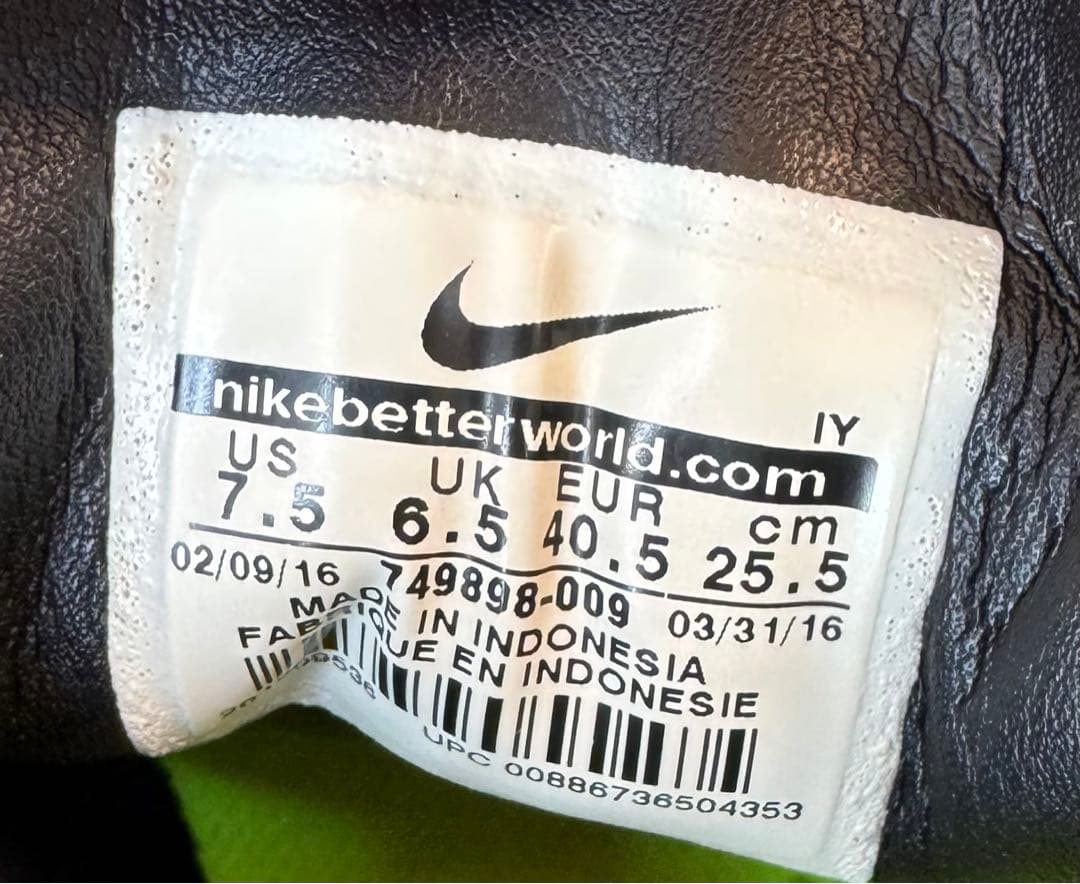 IY
nikebetterworld.com
US UK EUR cm
7.5 6.5 40.5 25.5
02/09/16 749898-009 03/31/16
MADE IN INDONESIA
FABRIQUE EN INDONESIE
UPC 00886736504353